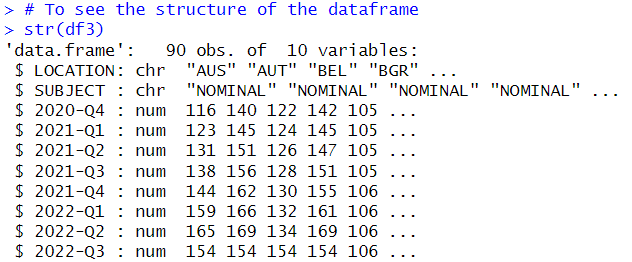 > # To see the structure of the dataframe
> str(df3)
'data.frame':   90 obs. of  10 variables:
 $ LOCATION: chr  "AUS" "AUT" "BEL" "BGR" ...
 $ SUBJECT : chr  "NOMINAL" "NOMINAL" "NOMINAL" "NOMINAL" ...
 $ 2020-Q4 : num  116 140 122 142 105 ...
 $ 2021-Q1 : num  123 145 124 145 105 ...
 $ 2021-Q2 : num  131 151 126 147 105 ...
 $ 2021-Q3 : num  138 156 128 151 105 ...
 $ 2021-Q4 : num  144 162 130 155 106 ...
 $ 2022-Q1 : num  159 166 132 161 106 ...
 $ 2022-Q2 : num  165 169 134 169 106 ...
 $ 2022-Q3 : num  154 154 154 154 106 ...